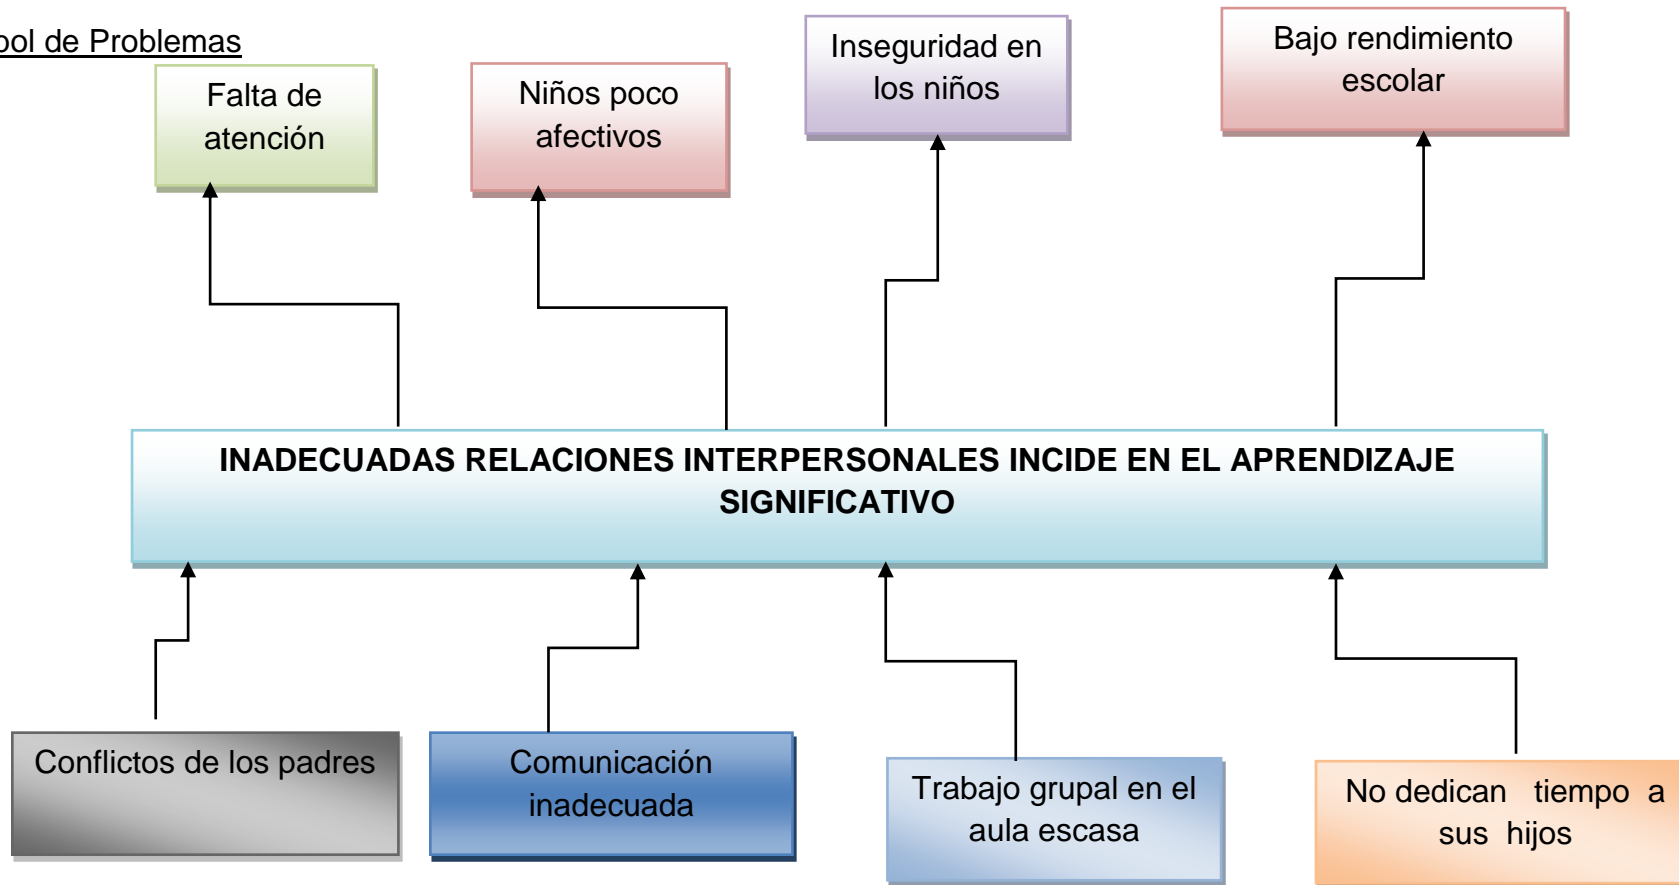 ool de Problemas
Falta de
atención
Niños poco
afectivos
Inseguridad en
los niños
Bajo rendimiento
escolar
INADECUADAS RELACIONES INTERPERSONALES INCIDE EN EL APRENDIZAJE
SIGNIFICATIVO
Conflictos de los padres
Comunicación
inadecuada
Trabajo grupal en el
aula escasa
No dedican tiempo a
sus hijos